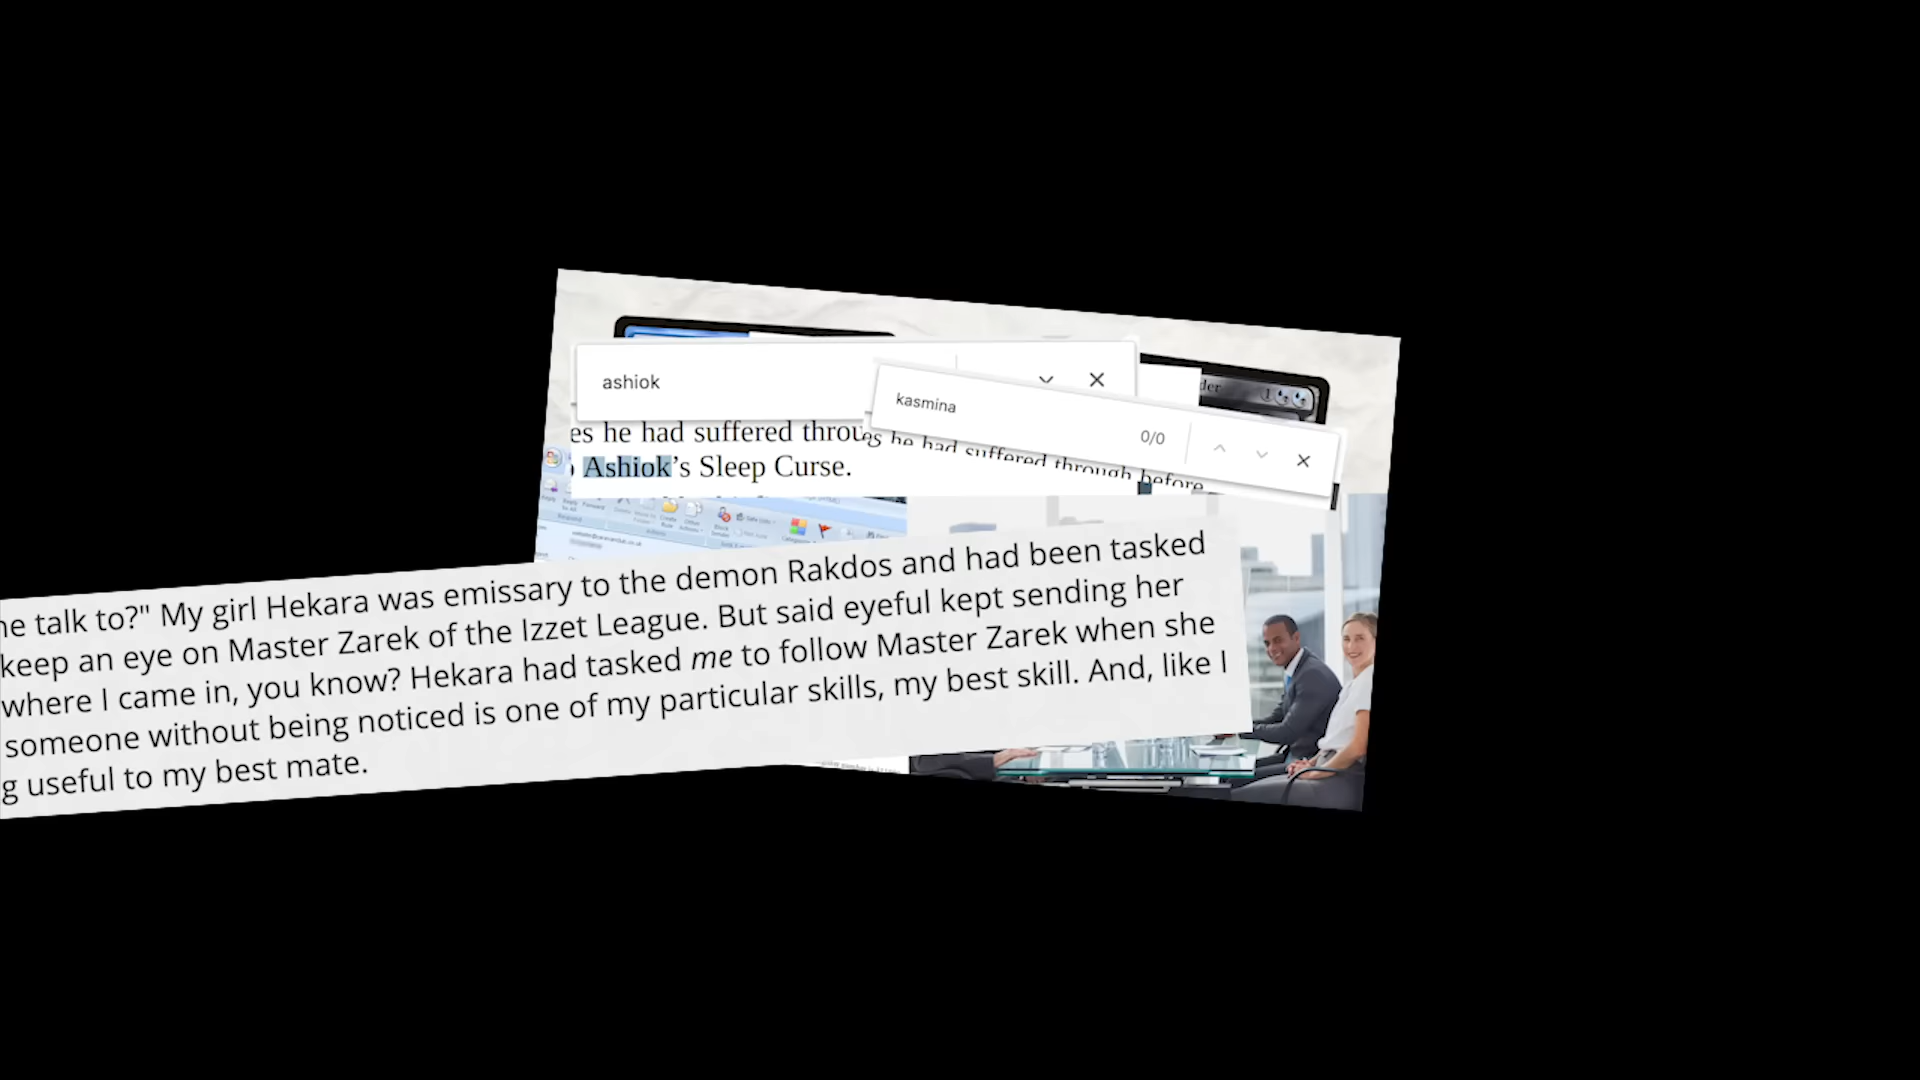 ashiok
kasmina
0/0
der
1
es he had suffered throu
es he had suffered through before
Ashiok’s Sleep Curse.
he talk to?" My girl Hekara was emissary to the demon Rakdos and had been tasked
keep an eye on Master Zarek of the Izzet League. But said eyeful kept sending her
where I came in, you know? Hekara had tasked me to follow Master Zarek when she
someone without being noticed is one of my particular skills, my best skill. And, like I
g useful to my best mate.